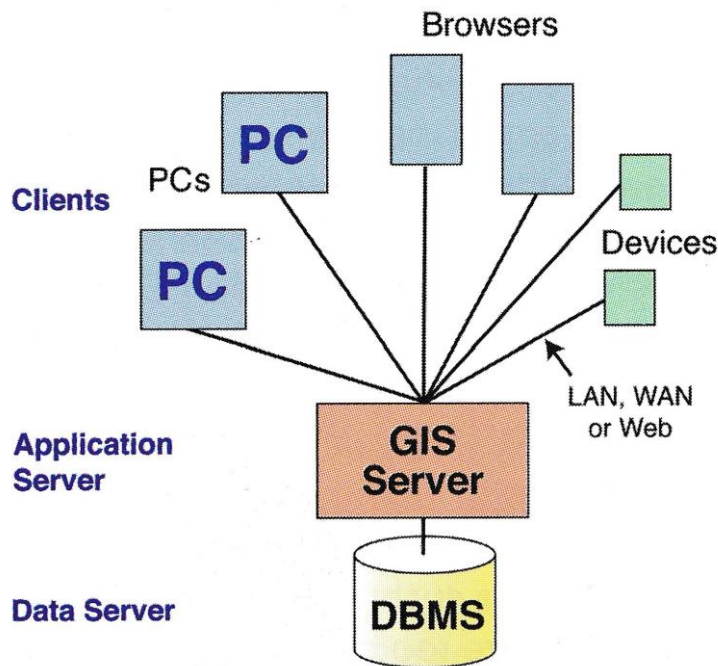 Browsers
PC
PCs
Clients
Devices
PC
LAN, WAN
or Web
Application
Server
GIS
Server
Data Server
DBMS